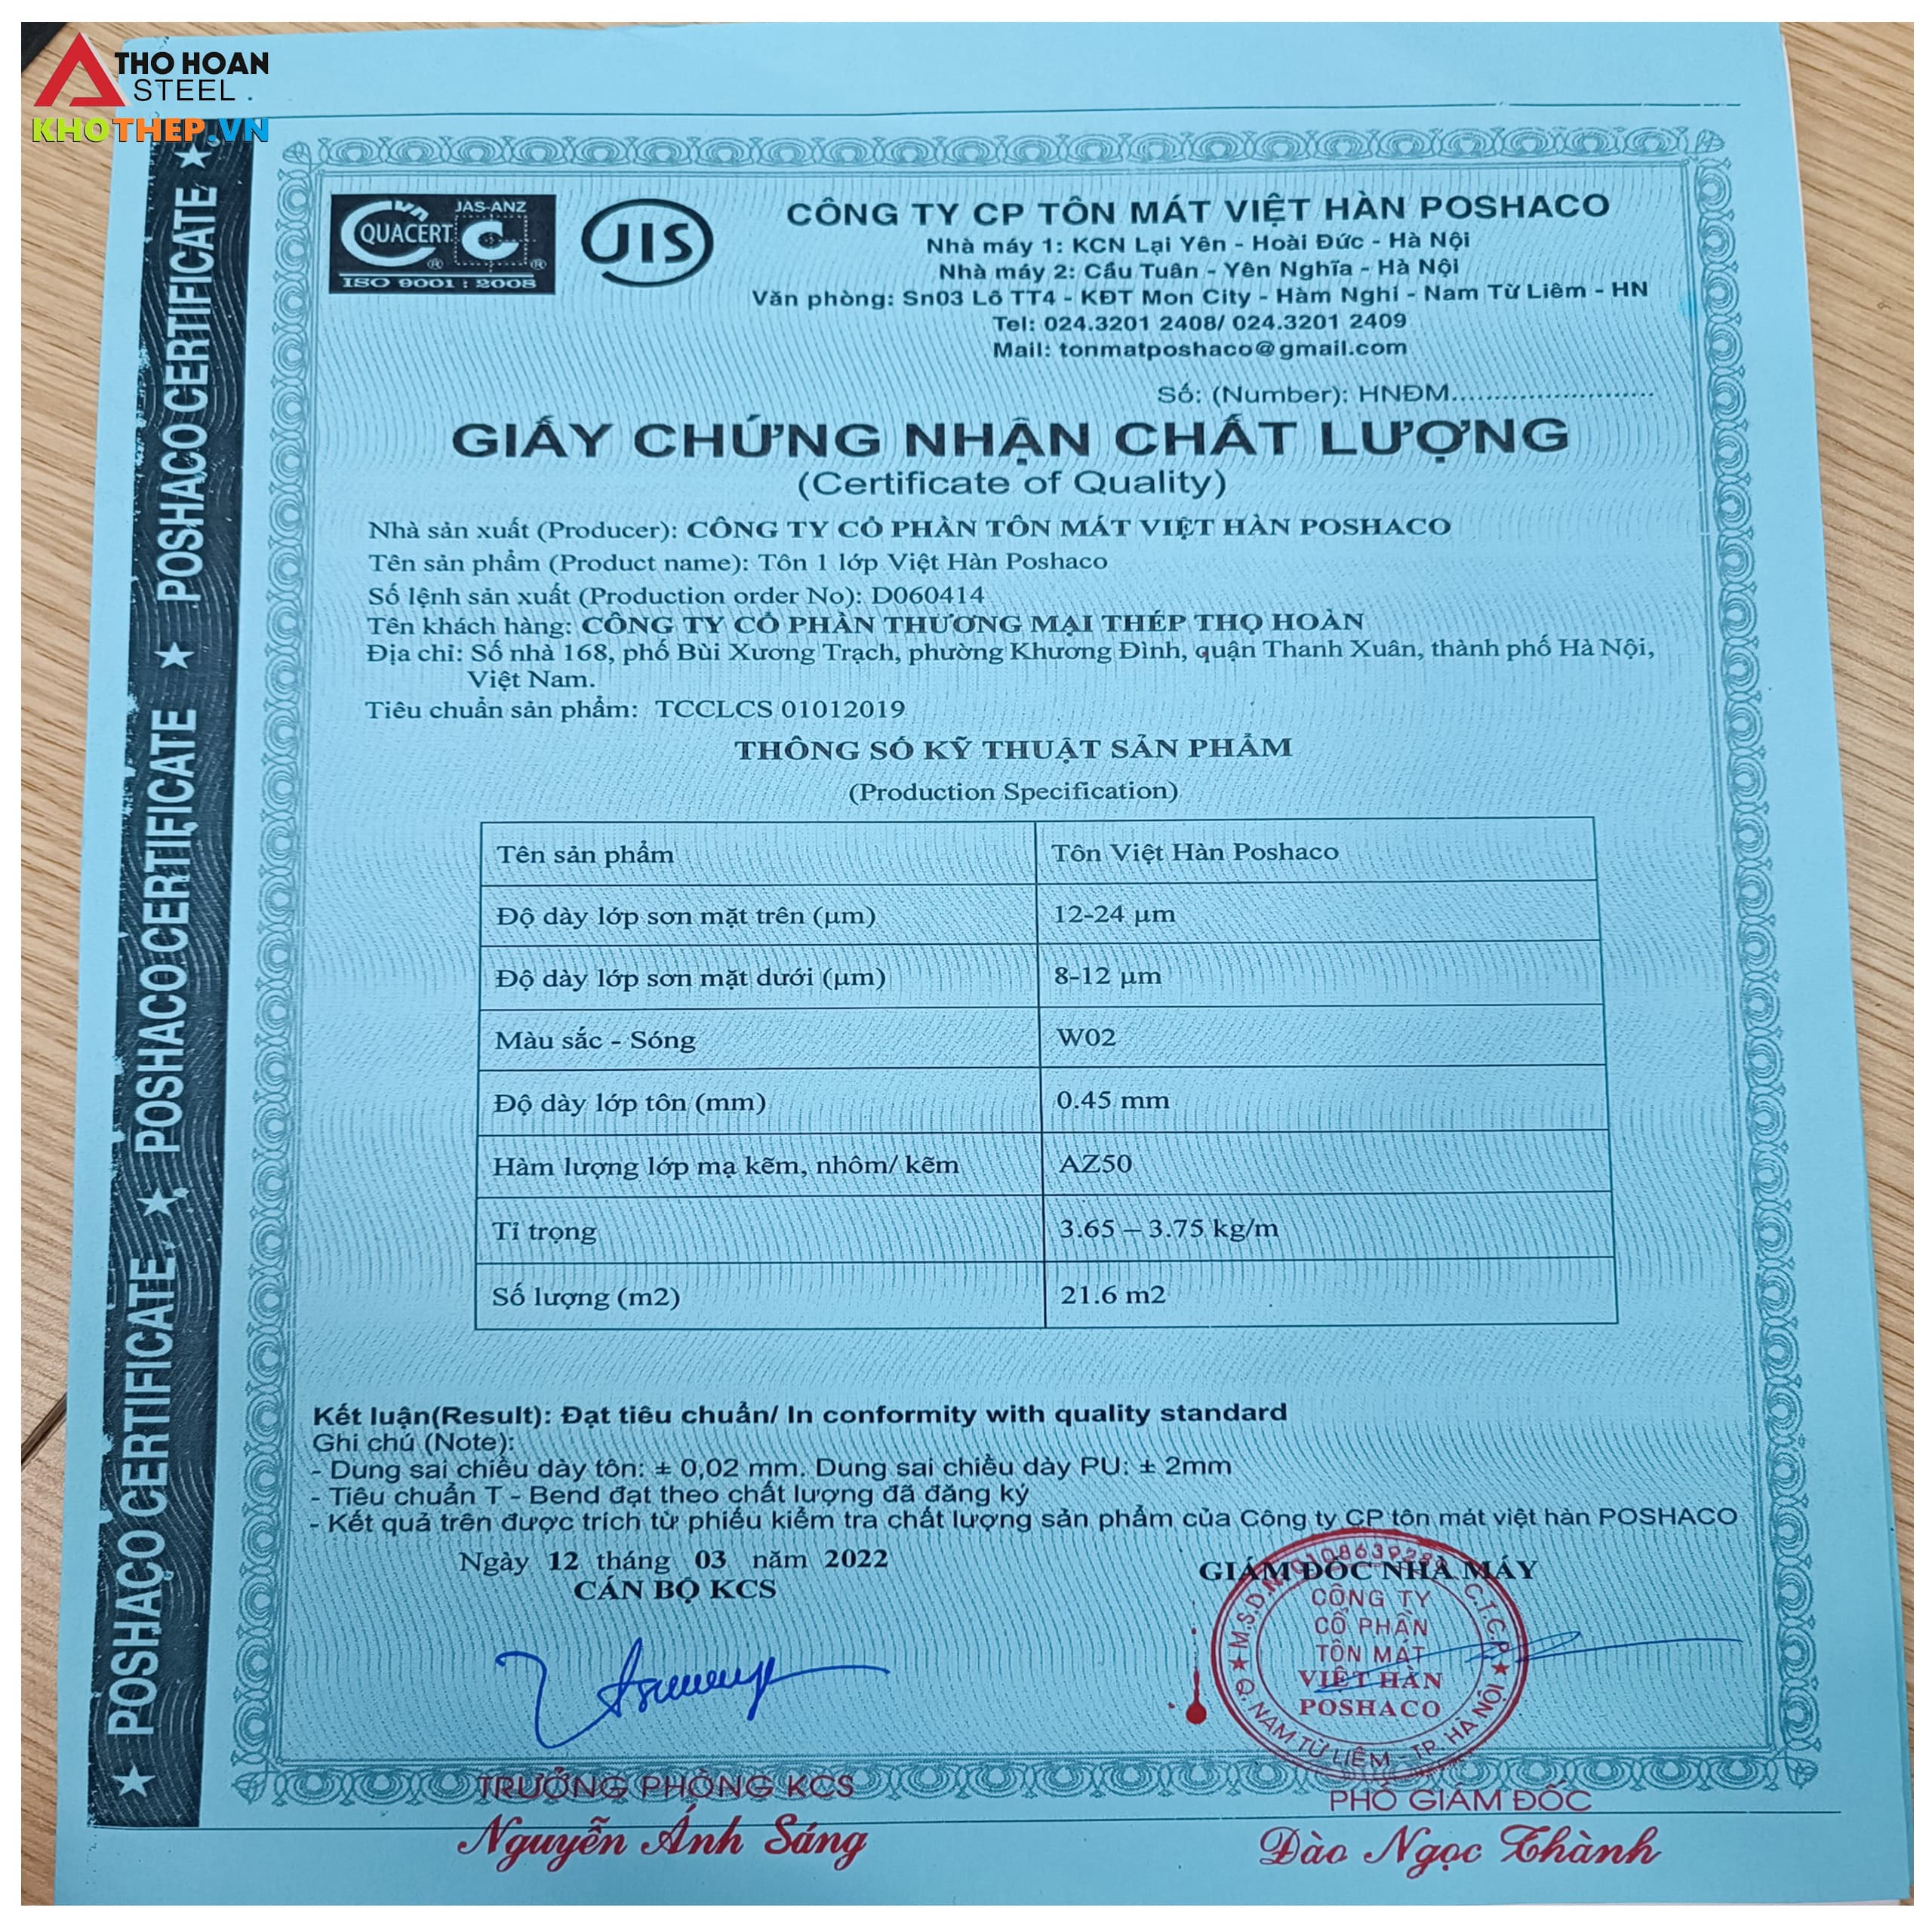 THO HOAN
STEEL.
KHOTHEP.VN
★ POSHACO CERTIFICATE ★ POSHACO CERTIFICATE ★ POSHACO CERTIFICATE ★
QUACERT
JAS-ANZ
ISO 9001 : 2008
JIS
CÔNG TY CP TÔN MÁT VIỆT HÀN POSHACO
Nhà máy 1: KCN Lại Yên - Hoài Đức - Hà Nội
Nhà máy 2: Cầu Tuân - Yên Nghĩa - Hà Nội
Văn phòng: Sn03 Lô TT4 - KĐT Mon City - Hàm Nghi - Nam Từ Liêm - HN
Tel: 024.3201 2408/ 024.3201 2409
Mail: tonmatposhaco@gmail.com
Số: (Number): HNĐM........................
GIẤY CHỨNG NHẬN CHẤT LƯỢNG
(Certificate of Quality)
Nhà sản xuất (Producer): CÔNG TY CỔ PHẦN TÔN MÁT VIỆT HÀN POSHACO
Tên sản phẩm (Product name): Tôn 1 lớp Việt Hàn Poshaco
Số lệnh sản xuất (Production order No): D060414
Tên khách hàng: CÔNG TY CỔ PHẦN THƯƠNG MẠI THÉP THỌ HOÀN
Địa chỉ: Số nhà 168, phố Bùi Xương Trạch, phường Khương Đình, quận Thanh Xuân, thành phố Hà Nội,
Việt Nam.
Tiêu chuẩn sản phẩm: TCCLCS 01012019
THÔNG SỐ KỸ THUẬT SẢN PHẨM
(Production Specification)
Tên sản phẩm Tôn Việt Hàn Poshaco
Độ dày lớp sơn mặt trên (µm) 12-24 µm
Độ dày lớp sơn mặt dưới (µm) 8-12 µm
Màu sắc - Sóng W02
Độ dày lớp tôn (mm) 0.45 mm
Hàm lượng lớp mạ kẽm, nhôm/ kẽm AZ50
Tỉ trọng 3.65 – 3.75 kg/m
Số lượng (m2) 21.6 m2
Kết luận(Result): Đạt tiêu chuẩn/ In conformity with quality standard
Ghi chú (Note):
- Dung sai chiều dày tôn: ± 0,02 mm. Dung sai chiều dày PU: ± 2mm
- Tiêu chuẩn T - Bend đạt theo chất lượng đã đăng ký
- Kết quả trên được trích từ phiếu kiểm tra chất lượng sản phẩm của Công ty CP tôn mát việt hàn POSHACO
Ngày 12 tháng 03 năm 2022
CÁN BỘ KCS
GIÁM ĐỐC NHÀ MÁY
CÔNG TY
CỔ PHẦN
TÔN MÁT
VIỆT HÀN
POSHACO
Q. NAM TỪ LIÊM - TP. HÀ NỘI
TRƯỞNG PHÒNG KCS
Nguyễn Ánh Sáng
PHÓ GIÁM ĐỐC
Đào Ngọc Thành